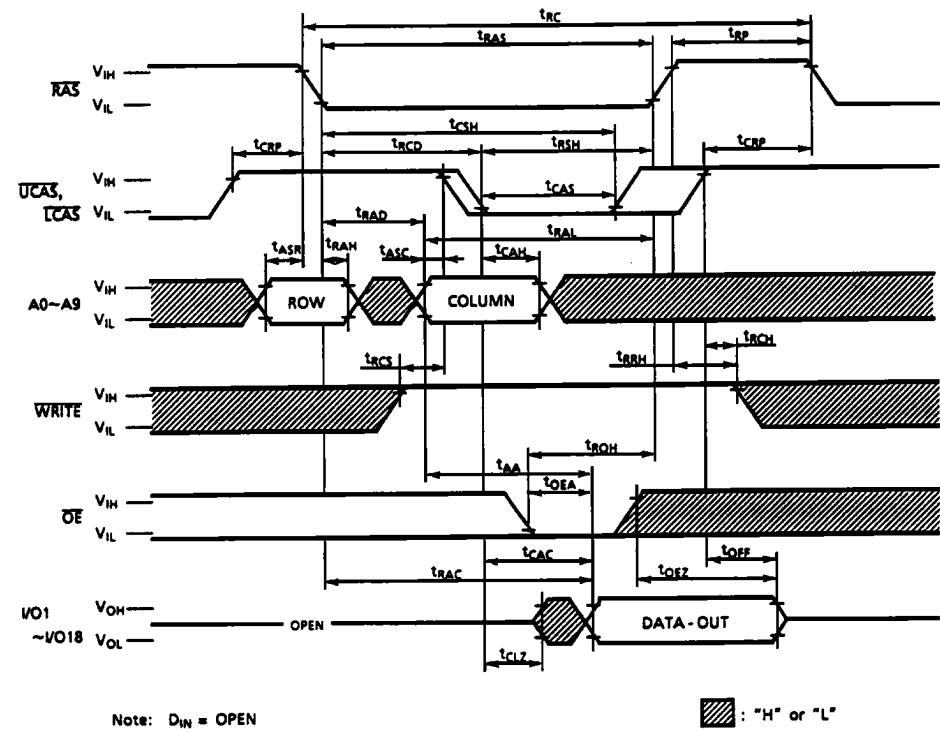 tRC
tRAS tRP
RAS VIH
VIL
tCSH
tCRP tRCD tRSH tCRP
UCAS, LCAS VIH
VIL
tCAS
tRAD tRAL
tASR tRAH tASC tCAH
A0~A9 VIH
VIL
ROW COLUMN
tRCH
tRCS tRRH
WRITE VIH
VIL
tROH
tAA
tOEA
OE VIH
VIL
tCAC tOFF
tRAC tOEZ
I/O1 ~I/O18 VOH
VOL
OPEN DATA-OUT
tCLZ
Note: DIN = OPEN : "H" or "L"